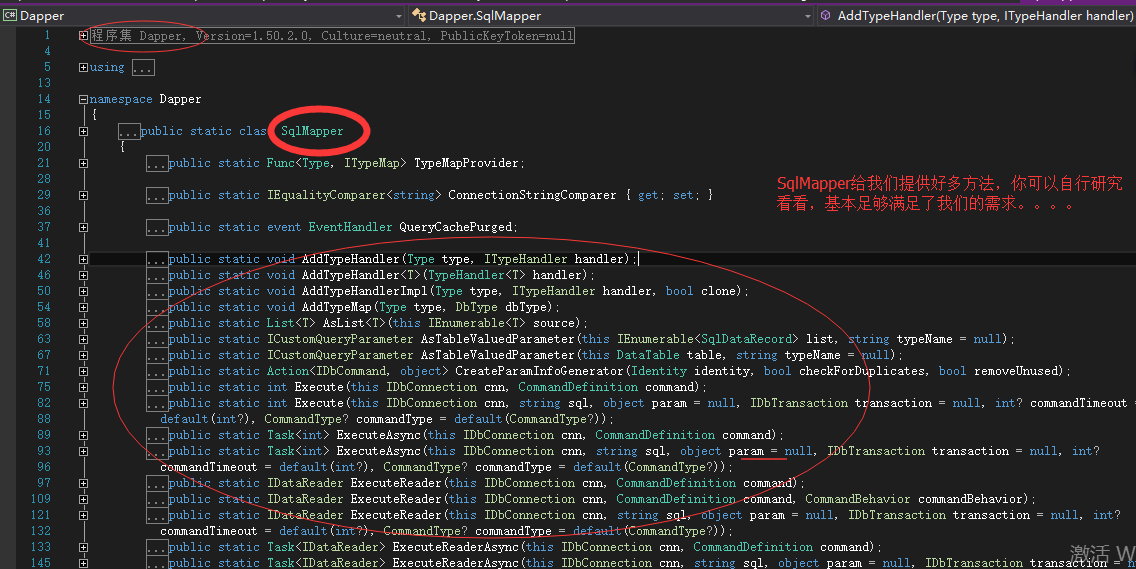 C# Dapper Dapper.SqlMapper AddTypeHandler(Type type, ITypeHandler handler)
1 程序集 Dapper, Version=1.50.2.0, Culture=neutral, PublicKeyToken=null
4
5 using ...
13
14 namespace Dapper
15 {
16 ...public static clas SqlMapper
20 {
21 ...public static Func<Type, ITypeMap> TypeMapProvider;
28
29 ...public static IEqualityComparer<string> ConnectionStringComparer { get; set; }
36
37 ...public static event EventHandler QueryCachePurged;
41
SqlMapper给我们提供好多方法，你可以自行研究
看看，基本足够满足了我们的需求。。。。
42 ...public static void AddTypeHandler(Type type, ITypeHandler handler);
46 ...public static void AddTypeHandler<T>(TypeHandler<T> handler);
50 ...public static void AddTypeHandlerImpl(Type type, ITypeHandler handler, bool clone);
54 ...public static void AddTypeMap(Type type, DbType dbType);
58 ...public static List<T> AsList<T>(this IEnumerable<T> source);
63 ...public static ICustomQueryParameter AsTableValuedParameter(this IEnumerable<SqlDataRecord> list, string typeName = null);
67 ...public static ICustomQueryParameter AsTableValuedParameter(this DataTable table, string typeName = null);
71 ...public static Action<IDbCommand, object> CreateParamInfoGenerator(Identity identity, bool checkForDuplicates, bool removeUnused);
75 ...public static int Execute(this IDbConnection cnn, CommandDefinition command);
82 ...public static int Execute(this IDbConnection cnn, string sql, object param = null, IDbTransaction transaction = null, int? commandTimeout =
88 default(int?), CommandType? commandType = default(CommandType?));
89 ...public static Task<int> ExecuteAsync(this IDbConnection cnn, CommandDefinition command);
93 ...public static Task<int> ExecuteAsync(this IDbConnection cnn, string sql, object param = null, IDbTransaction transaction = null, int?
96 commandTimeout = default(int?), CommandType? commandType = default(CommandType?));
97 ...public static IDataReader ExecuteReader(this IDbConnection cnn, CommandDefinition command);
109 ...public static IDataReader ExecuteReader(this IDbConnection cnn, CommandDefinition command, CommandBehavior commandBehavior);
121 ...public static IDataReader ExecuteReader(this IDbConnection cnn, string sql, object param = null, IDbTransaction transaction = null, int?
132 commandTimeout = default(int?), CommandType? commandType = default(CommandType?));
133 ...public static Task<IDataReader> ExecuteReaderAsync(this IDbConnection cnn, CommandDefinition command);
145 ...public static Task<IDataReader> ExecuteReaderAsync(this IDbConnection cnn, string sql, object param = null, IDbTransaction transaction = n
激活 W